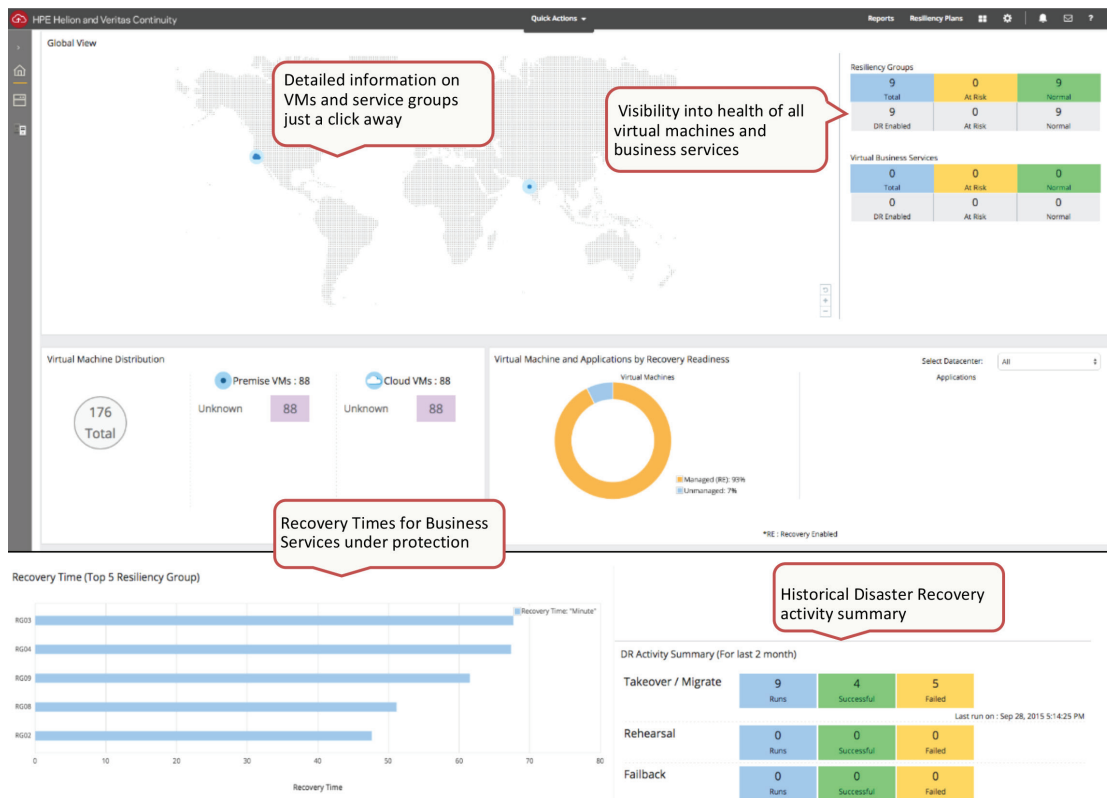 HPE Helion and Veritas Continuity
Quick Actions
Reports
Resiliency Plans
?
Global View
Detailed information on
VMs and service groups
just a click away
Visibility into health of all
virtual machines and
business services
Resiliency Groups
9
Total
0
At Risk
9
Normal
9
DR Enabled
0
At Risk
9
Normal
Virtual Business Services
0
Total
0
At Risk
0
Normal
0
DR Enabled
0
At Risk
0
Normal
Virtual Machine Distribution
176
Total
Premise VMs : 88
Unknown 88
Cloud VMs : 88
Unknown 88
Virtual Machine and Applications by Recovery Readiness
Select Datacenter: All
Virtual Machines
Applications
Managed (RE): 93%
Unmanaged: 7%
*RE : Recovery Enabled
Recovery Times for Business
Services under protection
Recovery Time (Top 5 Resiliency Group)
Recovery Time: "Minute"
RG03
RG04
RG09
RG08
RG02
0 10 20 30 40 50 60 70 80
Recovery Time
Historical Disaster Recovery
activity summary
DR Activity Summary (For last 2 month)
Takeover / Migrate
9
Runs
4
Successful
5
Failed
Last run on : Sep 28, 2015 5:14:25 PM
Rehearsal
0
Runs
0
Successful
0
Failed
Failback
0
Runs
0
Successful
0
Failed